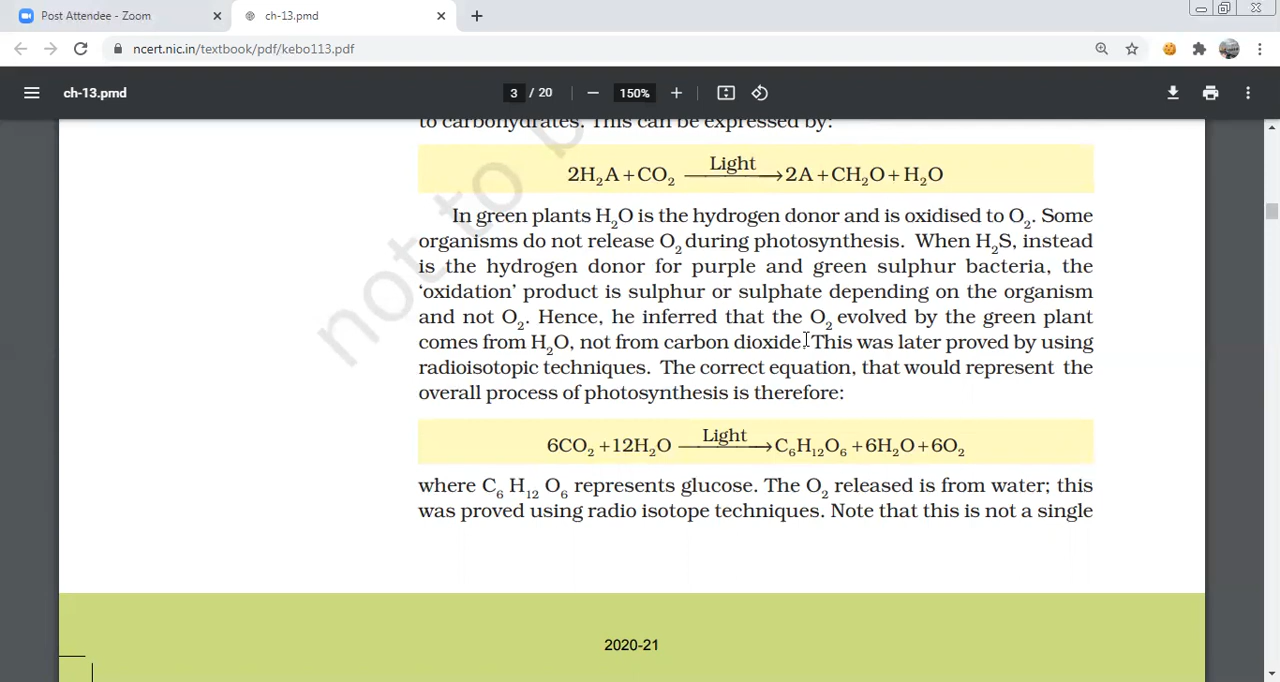 Post Attendee - Zoom
ch-13.pmd
ncert.nic.in/textbook/pdf/kebo113.pdf
ch-13.pmd
3 / 20
150%
to carbohydrates. This can be expressed by:
2H₂A + CO₂ —Light→ 2A + CH₂O + H₂O
In green plants H₂O is the hydrogen donor and is oxidised to O₂. Some
organisms do not release O₂ during photosynthesis. When H₂S, instead
is the hydrogen donor for purple and green sulphur bacteria, the
‘oxidation’ product is sulphur or sulphate depending on the organism
and not O₂. Hence, he inferred that the O₂ evolved by the green plant
comes from H₂O, not from carbon dioxide. This was later proved by using
radioisotopic techniques. The correct equation, that would represent the
overall process of photosynthesis is therefore:
6CO₂ + 12H₂O —Light→ C₆H₁₂O₆ + 6H₂O + 6O₂
where C₆ H₁₂ O₆ represents glucose. The O₂ released is from water; this
was proved using radio isotope techniques. Note that this is not a single
not to b
2020-21